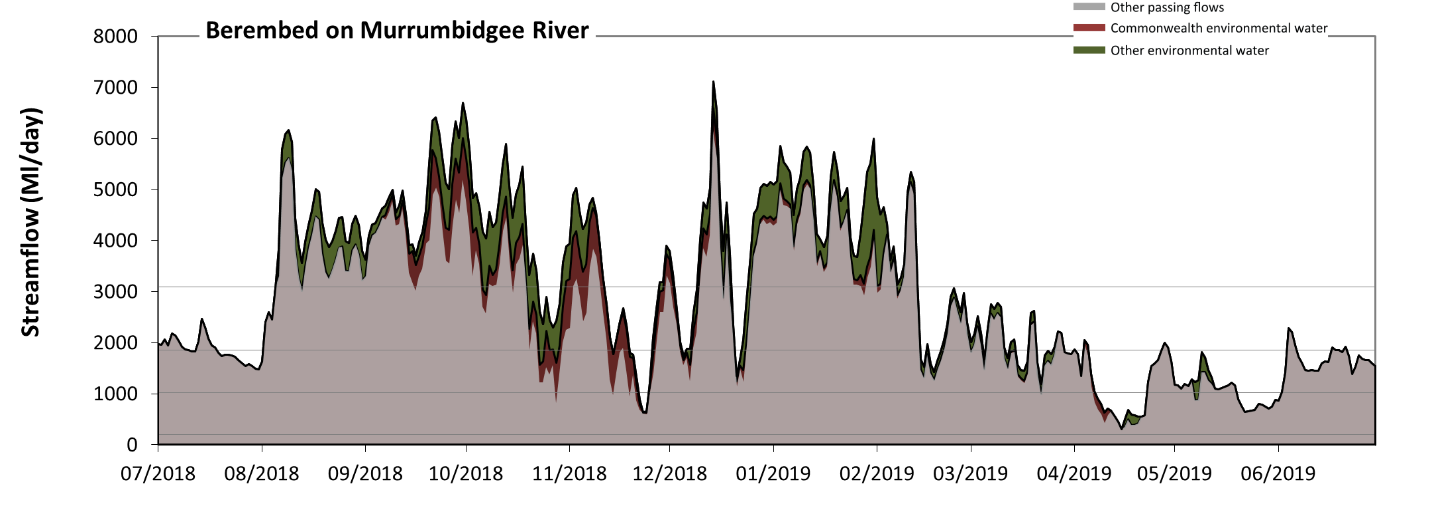 Other passing flows
Berembed on Murrumbidgee River
Commonwealth environmental water
Other environmental water
Streamflow (Ml/day)
8000
7000
6000
5000
4000
3000
2000
1000
0
07/2018 08/2018 09/2018 10/2018 11/2018 12/2018 01/2019 02/2019 03/2019 04/2019 05/2019 06/2019